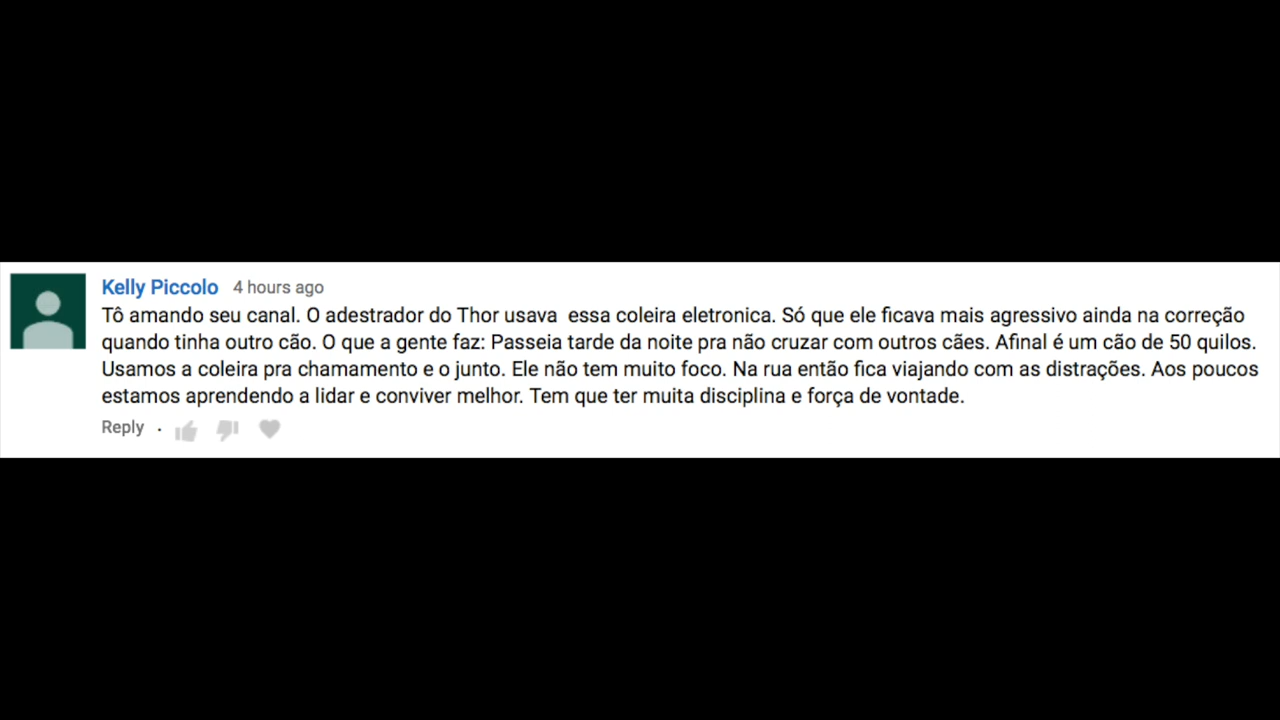 Kelly Piccolo 4 hours ago
Tô amando seu canal. O adestrador do Thor usava  essa coleira eletronica. Só que ele ficava mais agressivo ainda na correção
quando tinha outro cão. O que a gente faz: Passeia tarde da noite pra não cruzar com outros cães. Afinal é um cão de 50 quilos.
Usamos a coleira pra chamamento e o junto. Ele não tem muito foco. Na rua então fica viajando com as distrações. Aos poucos
estamos aprendendo a lidar e conviver melhor. Tem que ter muita disciplina e força de vontade.
Reply ·